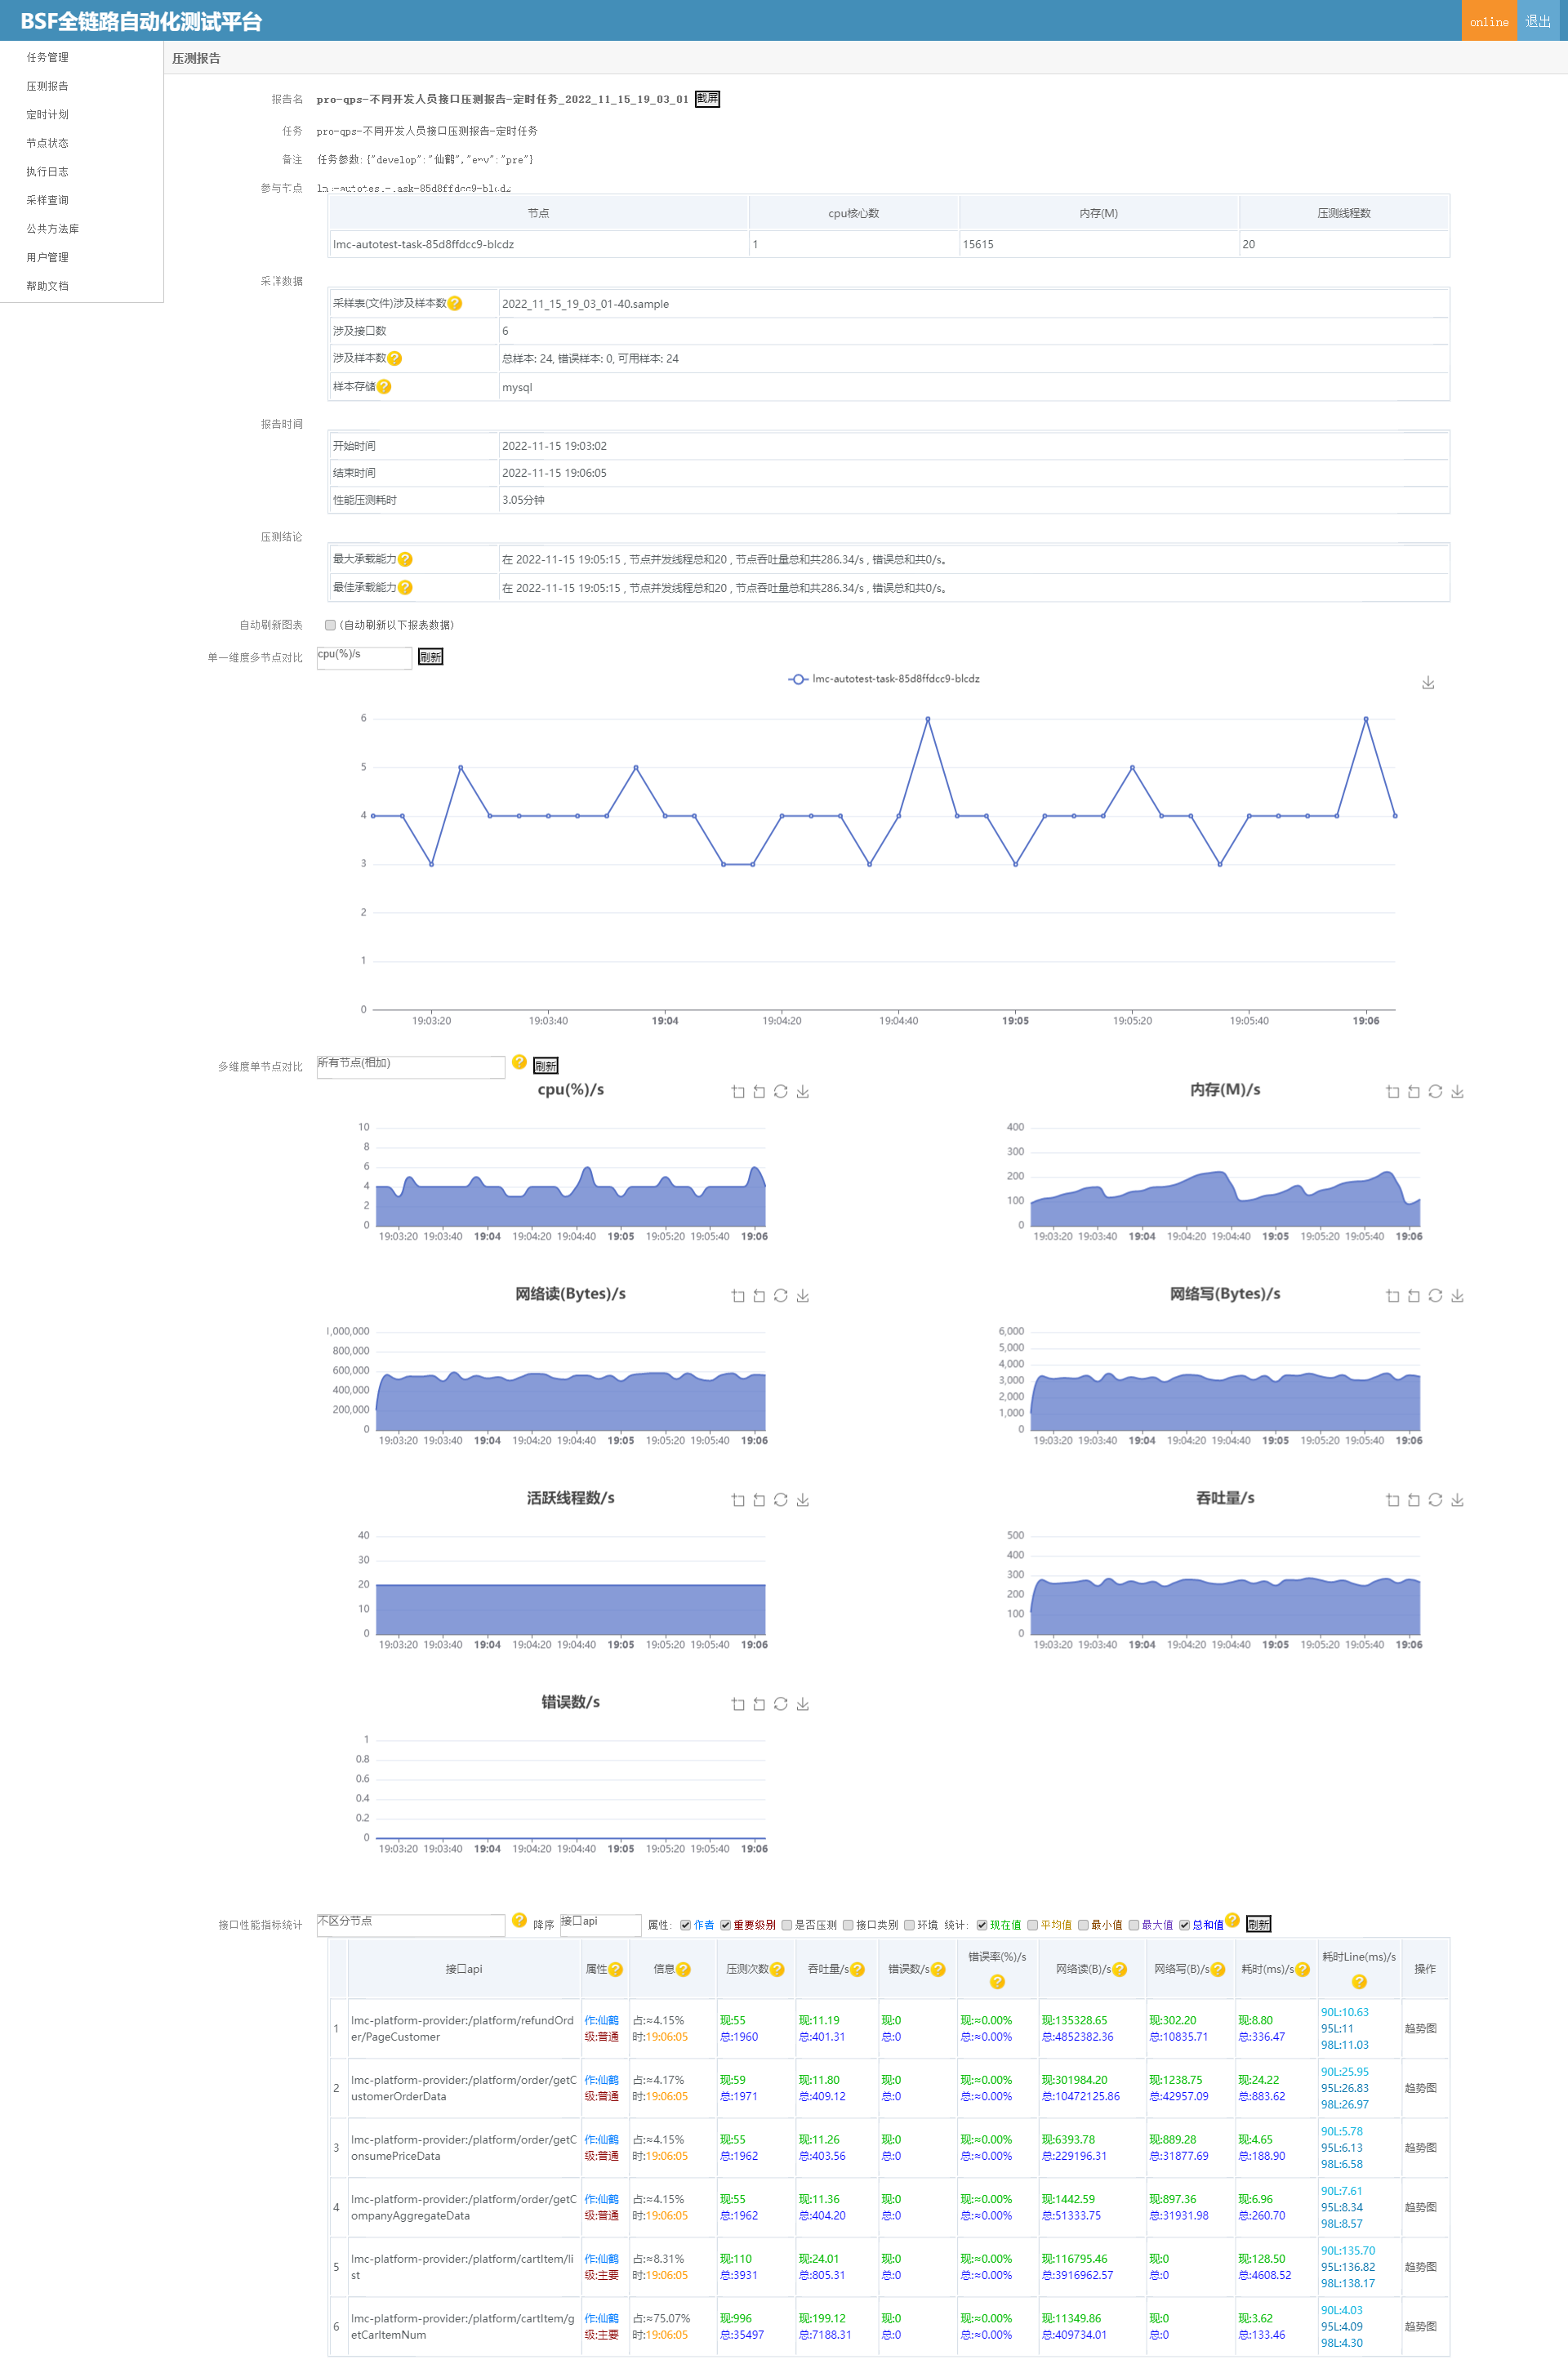 BSF全链路自动化测试平台
online 退出
任务管理
压测报告
定时计划
节点状态
执行日志
采样查询
公共方法库
用户管理
帮助文档
压测报告
报告名 pro-qps-不同开发人员接口压测报告-定时任务_2022_11_15_19_03_01 截屏
任务 pro-qps-不同开发人员接口压测报告-定时任务
备注 任务参数:{"develop":"仙鹤","env":"pre"}
参与节点
节点 cpu核心数 内存(M) 压测线程数
lmc-autotest-task-85d8ffdcc9-blcdz 1 15615 20
采样数据
采样表(文件)涉及样本数? 2022_11_15_19_03_01-40.sample
涉及接口数 6
涉及样本数? 总样本: 24, 错误样本: 0, 可用样本: 24
样本存储? mysql
报告时间
开始时间 2022-11-15 19:03:02
结束时间 2022-11-15 19:06:05
性能压测耗时 3.05分钟
压测结论
最大承载能力? 在 2022-11-15 19:05:15 , 节点并发线程总和20 , 节点吞吐量总和共286.34/s , 错误总和共0/s。
最佳承载能力? 在 2022-11-15 19:05:15 , 节点并发线程总和20 , 节点吞吐量总和共286.34/s , 错误总和共0/s。
自动刷新图表 (自动刷新以下报表数据)
单一维度多节点对比 cpu(%)/s 刷新
lmc-autotest-task-85d8ffdcc9-blcdz
6
5
4
3
2
1
0
19:03:20 19:03:40 19:04 19:04:20 19:04:40 19:05 19:05:20 19:05:40 19:06
多维度单节点对比 所有节点(相加) ? 刷新
cpu(%)/s
10
8
6
4
2
0
19:03:20 19:03:40 19:04 19:04:20 19:04:40 19:05 19:05:20 19:05:40 19:06
内存(M)/s
400
300
200
100
0
19:03:20 19:03:40 19:04 19:04:20 19:04:40 19:05 19:05:20 19:05:40 19:06
网络读(Bytes)/s
1,000,000
800,000
600,000
400,000
200,000
0
19:03:20 19:03:40 19:04 19:04:20 19:04:40 19:05 19:05:20 19:05:40 19:06
网络写(Bytes)/s
6,000
5,000
4,000
3,000
2,000
1,000
0
19:03:20 19:03:40 19:04 19:04:20 19:04:40 19:05 19:05:20 19:05:40 19:06
活跃线程数/s
40
30
20
10
0
19:03:20 19:03:40 19:04 19:04:20 19:04:40 19:05 19:05:20 19:05:40 19:06
吞吐量/s
500
400
300
200
100
0
19:03:20 19:03:40 19:04 19:04:20 19:04:40 19:05 19:05:20 19:05:40 19:06
错误数/s
1
0.8
0.6
0.4
0.2
0
19:03:20 19:03:40 19:04 19:04:20 19:04:40 19:05 19:05:20 19:05:40 19:06
接口性能指标统计 不区分节点 ? 降序 接口api 属性: 作者 重要级别 是否压测 接口类别 环境 统计: 现在值 平均值 最小值 最大值 总和值? 刷新
接口api 属性? 信息? 压测次数? 吞吐量/s? 错误数/s? 错误率(%)/s? 网络读(B)/s? 网络写(B)/s? 耗时(ms)/s? 耗时Line(ms)/s? 操作
1 lmc-platform-provider:/platform/refundOrd
er/PageCustomer
作:仙鹤
级:普通
占:≈4.15%
时:19:06:05
现:55
总:1960
现:11.19
总:401.31
现:0
总:0
现:≈0.00%
总:≈0.00%
现:135328.65
总:4852382.36
现:302.20
总:10835.71
现:8.80
总:336.47
90L:10.63
95L:11
98L:11.03
趋势图
2 lmc-platform-provider:/platform/order/getC
ustomerOrderData
作:仙鹤
级:普通
占:≈4.17%
时:19:06:05
现:59
总:1971
现:11.80
总:409.12
现:0
总:0
现:≈0.00%
总:≈0.00%
现:301984.20
总:10472125.86
现:1238.75
总:42957.09
现:24.22
总:883.62
90L:25.95
95L:26.83
98L:26.97
趋势图
3 lmc-platform-provider:/platform/order/getC
onsumePriceData
作:仙鹤
级:普通
占:≈4.15%
时:19:06:05
现:55
总:1962
现:11.26
总:403.56
现:0
总:0
现:≈0.00%
总:≈0.00%
现:6393.78
总:229196.31
现:889.28
总:31877.69
现:4.65
总:188.90
90L:5.78
95L:6.13
98L:6.58
趋势图
4 lmc-platform-provider:/platform/order/getC
ompanyAggregateData
作:仙鹤
级:普通
占:≈4.15%
时:19:06:05
现:55
总:1962
现:11.36
总:404.20
现:0
总:0
现:≈0.00%
总:≈0.00%
现:1442.59
总:51333.75
现:897.36
总:31931.98
现:6.96
总:260.70
90L:7.61
95L:8.34
98L:8.57
趋势图
5 lmc-platform-provider:/platform/cartItem/li
st
作:仙鹤
级:主要
占:≈8.31%
时:19:06:05
现:110
总:3931
现:24.01
总:805.31
现:0
总:0
现:≈0.00%
总:≈0.00%
现:116795.46
总:3916962.57
现:0
总:0
现:128.50
总:4608.52
90L:135.70
95L:136.82
98L:138.17
趋势图
6 lmc-platform-provider:/platform/cartItem/g
etCarItemNum
作:仙鹤
级:主要
占:≈75.07%
时:19:06:05
现:996
总:35497
现:199.12
总:7188.31
现:0
总:0
现:≈0.00%
总:≈0.00%
现:11349.86
总:409734.01
现:0
总:0
现:3.62
总:133.46
90L:4.03
95L:4.09
98L:4.30
趋势图